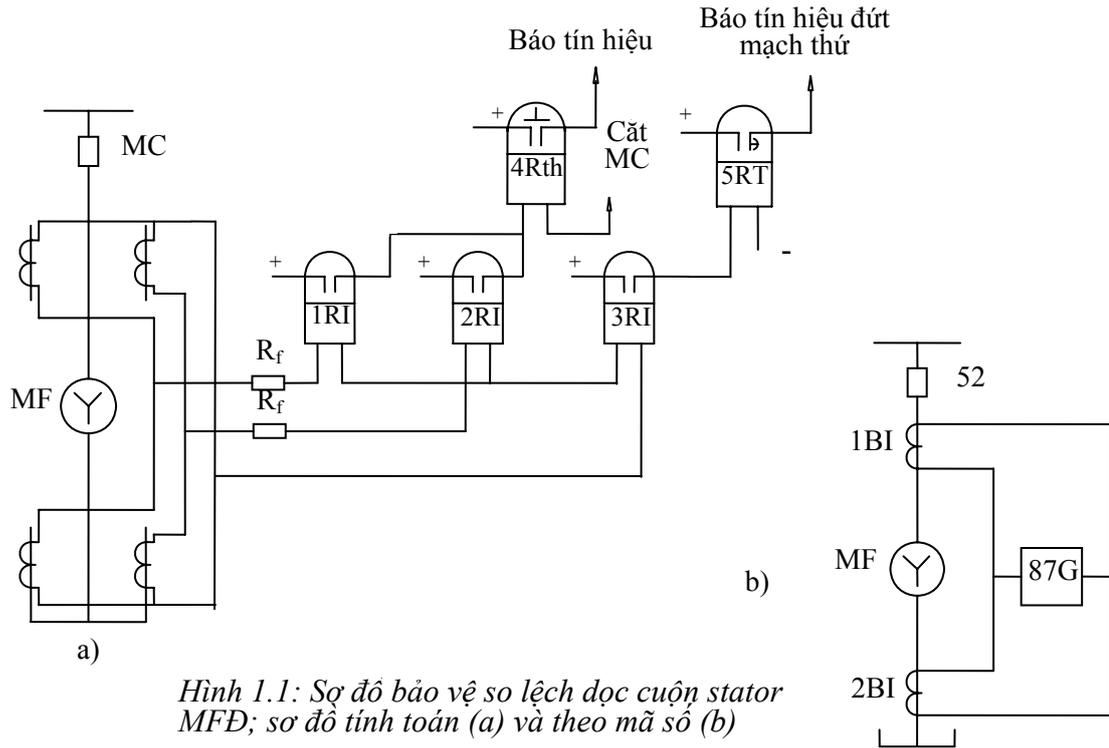 Báo tín hiệu
Báo tín hiệu đứt
mạch thứ
+
+
Căt
MC
MC
4Rth
5RT
-
+
+
+
1RI
2RI
3RI
R_f
R_f
MF
52
1BI
MF
87G
b)
2BI
a)
Hình 1.1: Sơ đồ bảo vệ so lệch dọc cuộn stator
MFĐ; sơ đồ tính toán (a) và theo mã số (b)